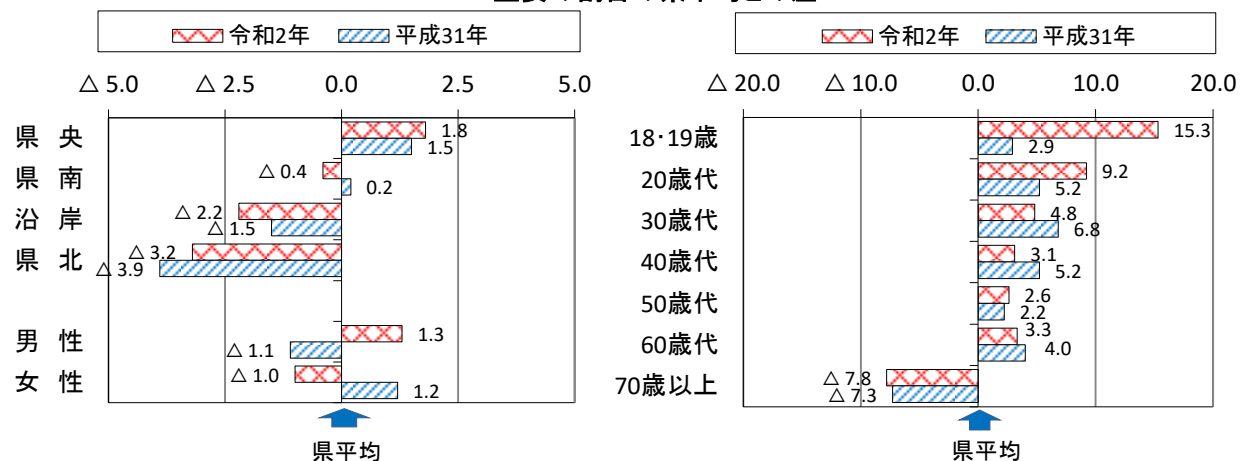 令和2年 平成31年
△ 5.0 △ 2.5 0.0 2.5 5.0
県 央 1.8
1.5
県 南 △ 0.4
0.2
沿 岸 △ 2.2
△ 1.5
県 北 △ 3.2
△ 3.9
男 性 1.3
△ 1.1
女 性 △ 1.0
1.2
県平均
令和2年 平成31年
△ 20.0 △ 10.0 0.0 10.0 20.0
18・19歳 15.3
2.9
20歳代 9.2
5.2
30歳代 4.8
6.8
40歳代 3.1
5.2
50歳代 2.6
2.2
60歳代 3.3
4.0
70歳以上 △ 7.8
△ 7.3
県平均